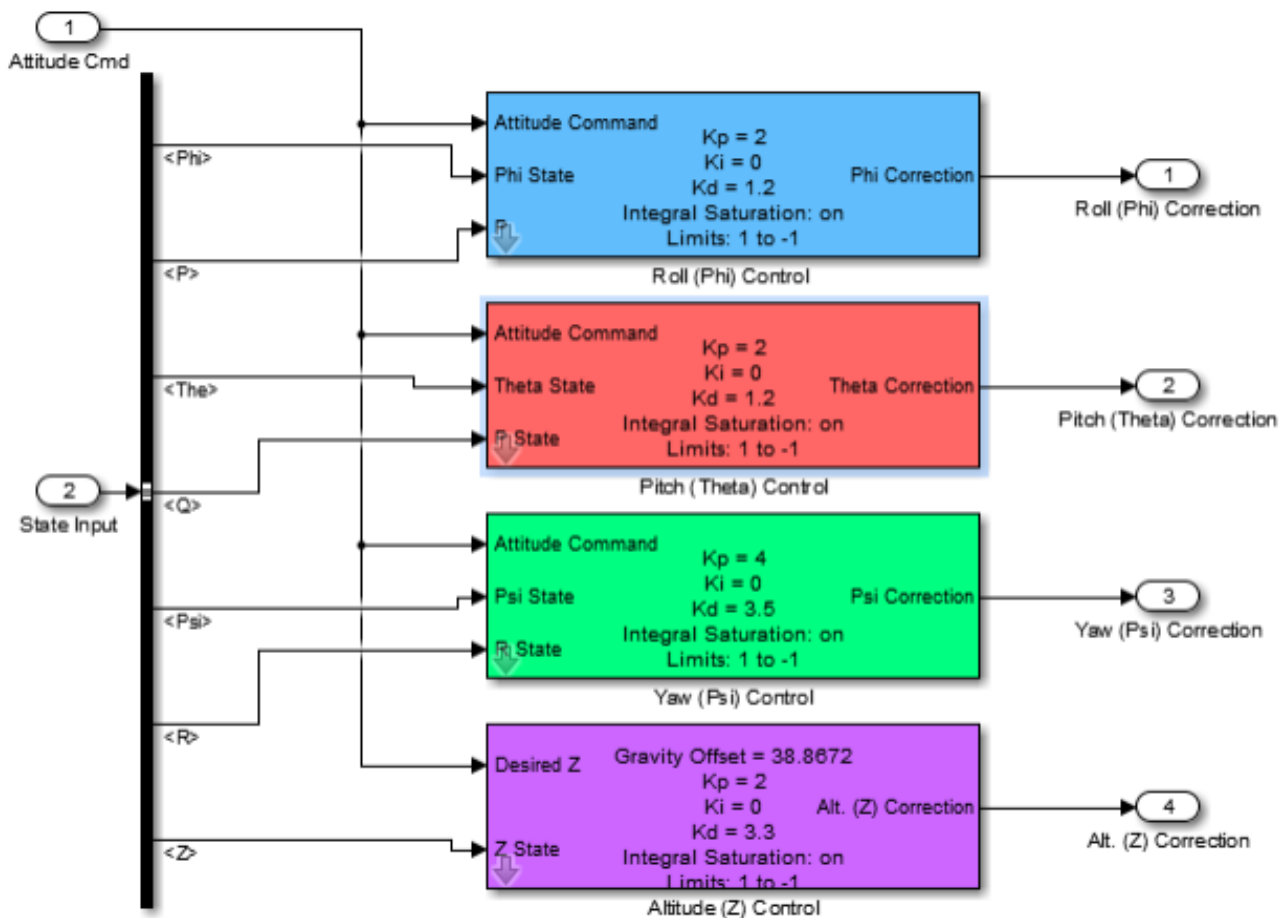 1
Attitude Cmd
<Phi>
<P>
<The>
<Q>
2
State Input
<Psi>
<R>
<Z>
Attitude Command
Phi State
Kp = 2
Ki = 0
Kd = 1.2
Integral Saturation: on
Limits: 1 to -1
Phi Correction
Roll (Phi) Control
1
Roll (Phi) Correction
Attitude Command
Theta State
R State
Kp = 2
Ki = 0
Kd = 1.2
Integral Saturation: on
Limits: 1 to -1
Theta Correction
Pitch (Theta) Control
2
Pitch (Theta) Correction
Attitude Command
Psi State
R State
Kp = 4
Ki = 0
Kd = 3.5
Integral Saturation: on
Limits: 1 to -1
Psi Correction
Yaw (Psi) Control
3
Yaw (Psi) Correction
Desired Z
Z State
Gravity Offset = 38.8672
Kp = 2
Ki = 0
Kd = 3.3
Integral Saturation: on
Limits: 1 to -1
Alt. (Z) Correction
Altitude (Z) Control
4
Alt. (Z) Correction